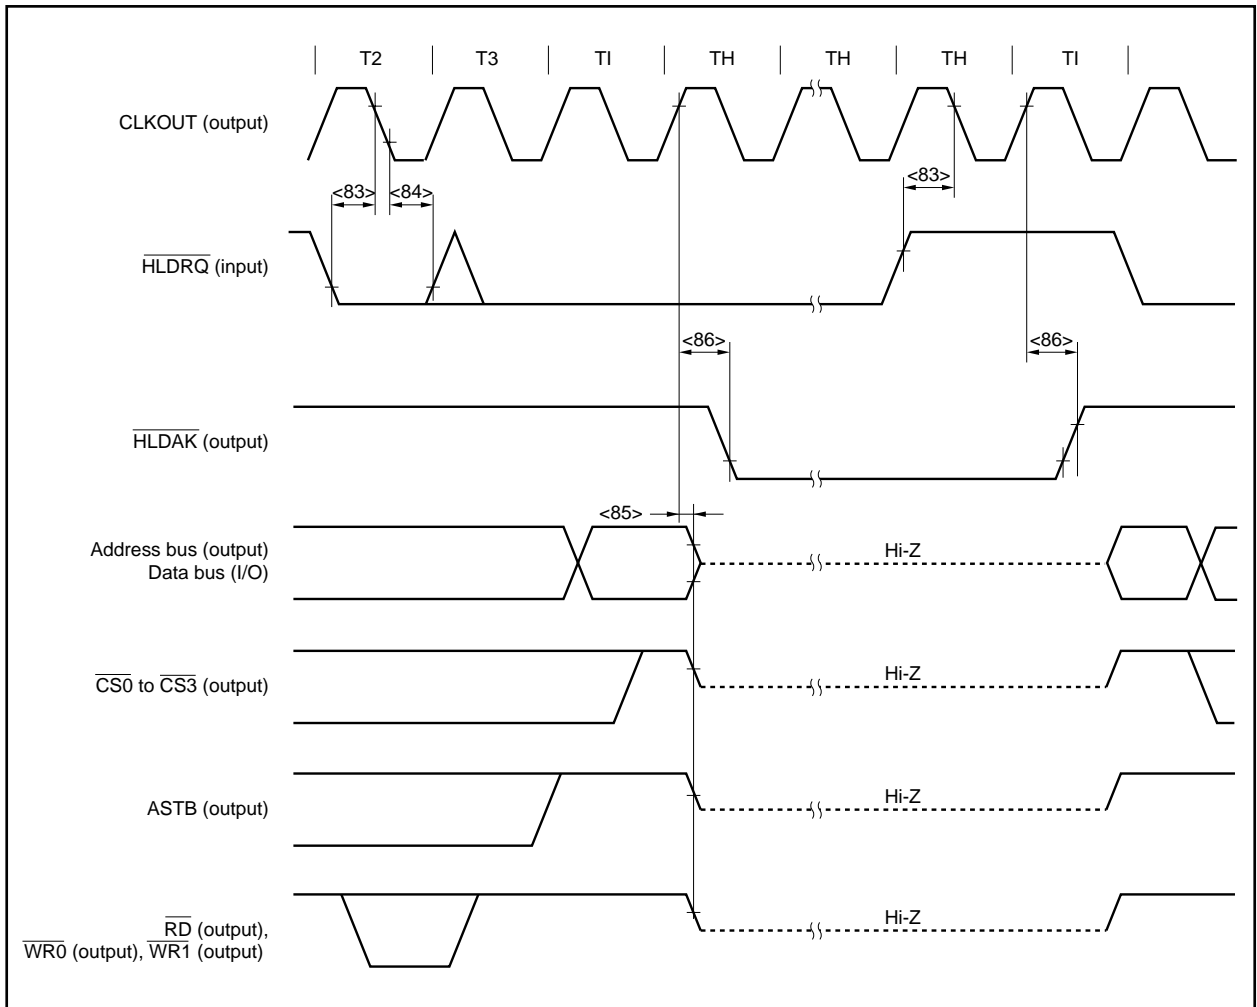 T2 T3 TI TH TH TH TI
CLKOUT (output)
<83> <84> <83>
HLDRQ (input)
<86> <86>
HLDAK (output)
<85>
Address bus (output) Hi-Z
Data bus (I/O)
CS0 to CS3 (output) Hi-Z
ASTB (output) Hi-Z
RD (output), Hi-Z
WR0 (output), WR1 (output)